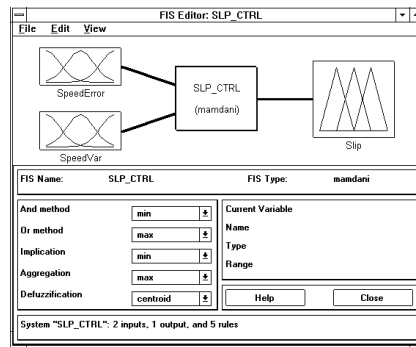 FIS Editor: SLP_CTRL
File Edit View
SpeedError
SLP_CTRL
(mamdani)
SpeedVar
Slip
FIS Name: SLP_CTRL FIS Type: mamdani
And method min
Or method max
Implication min
Aggregation max
Defuzzification centroid
Current Variable
Name
Type
Range
Help Close
System "SLP_CTRL": 2 inputs, 1 output, and 5 rules